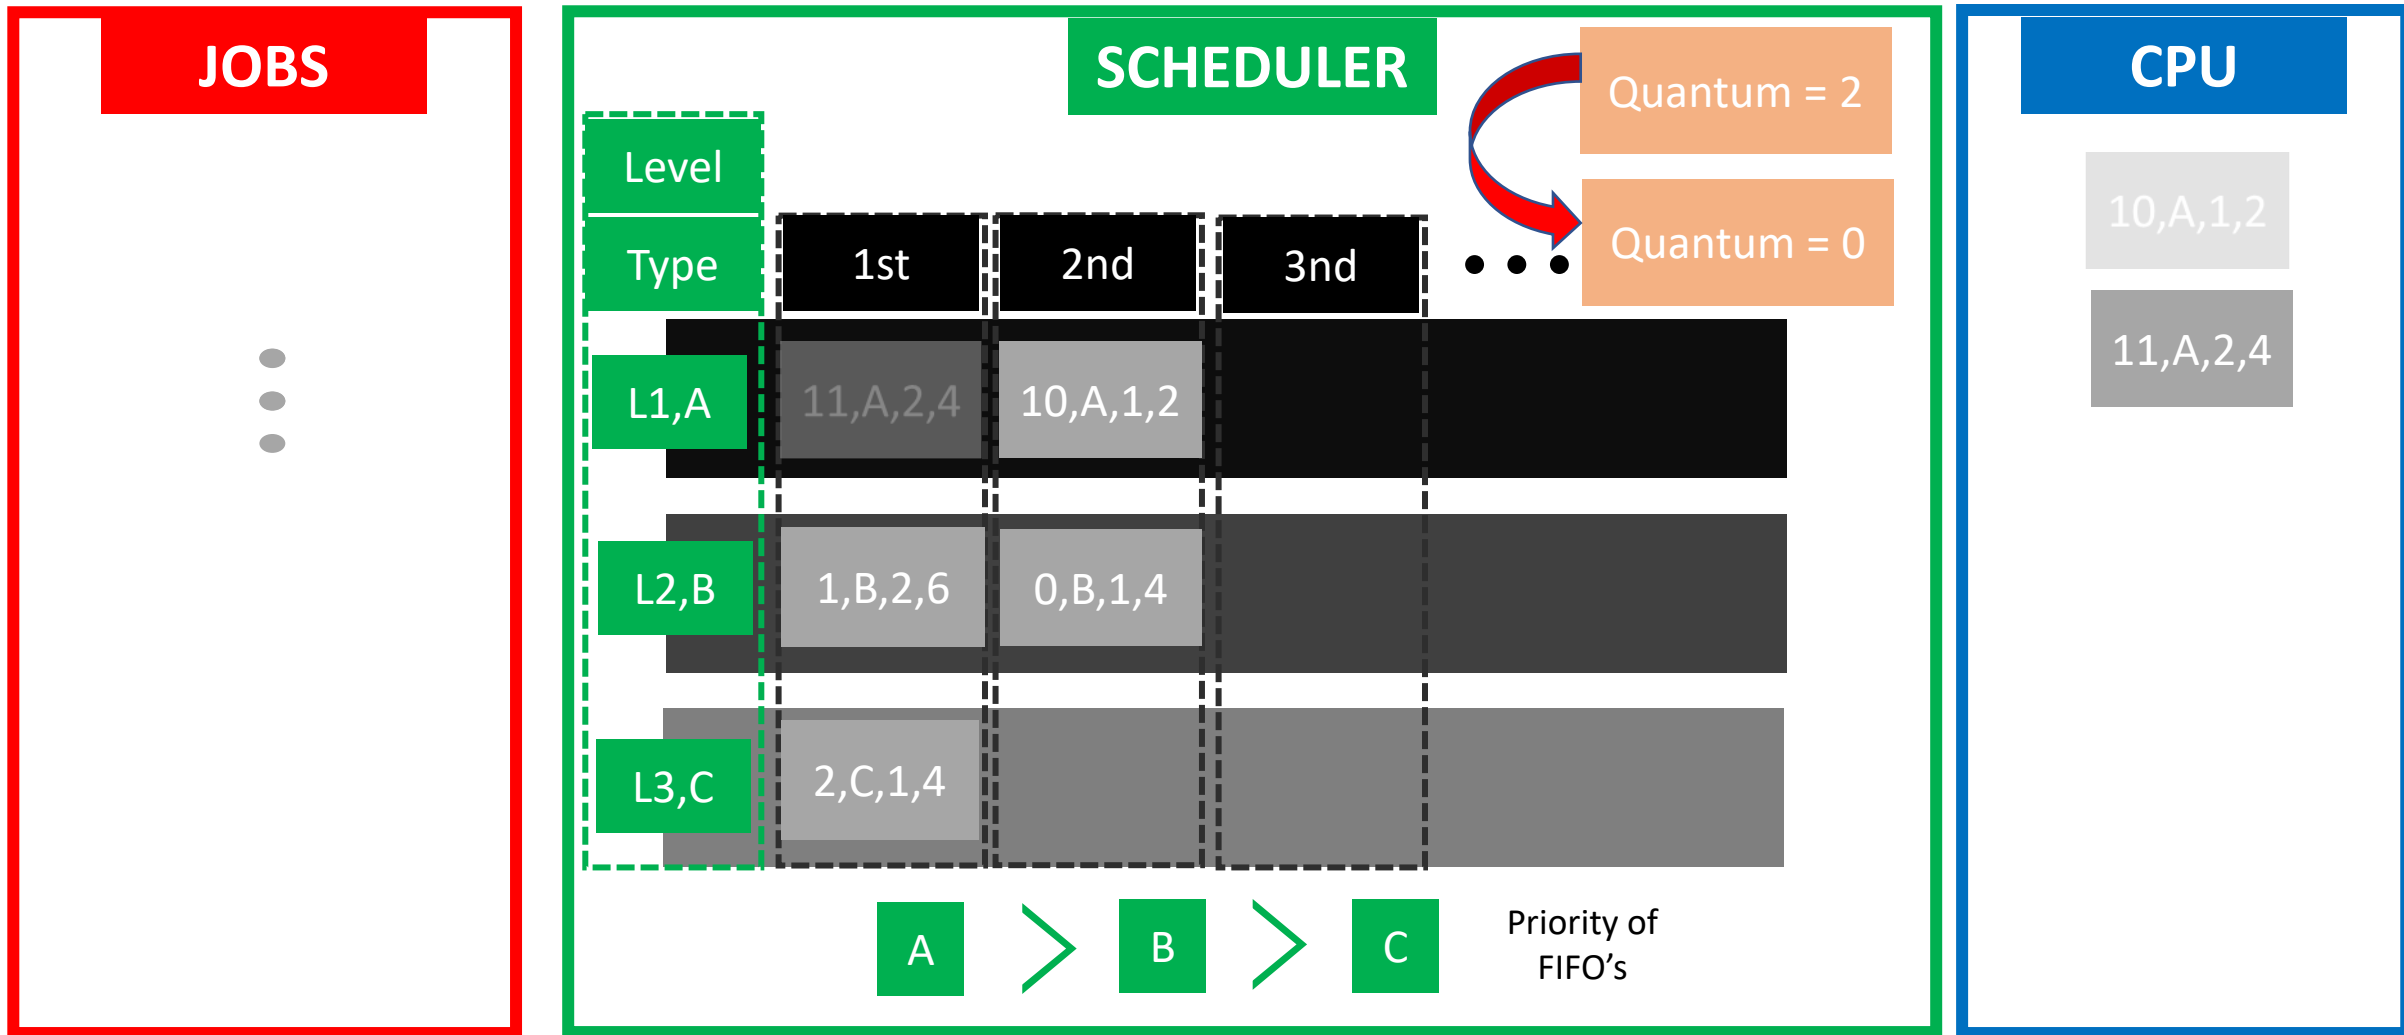 JOBS
SCHEDULER
Quantum = 2
CPU
Level
10,A,1,2
Type
1st
2nd
3nd
Quantum = 0
11,A,2,4
L1,A
11,A,2,4
10,A,1,2
L2,B
1,B,2,6
0,B,1,4
L3,C
2,C,1,4
A
B
C
Priority of
FIFO's